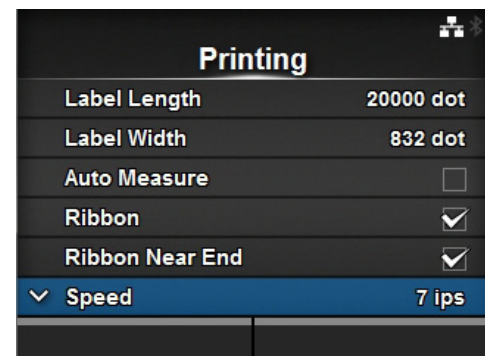 Printing
Label Length 20000 dot
Label Width 832 dot
Auto Measure
Ribbon
Ribbon Near End
Speed 7 ips